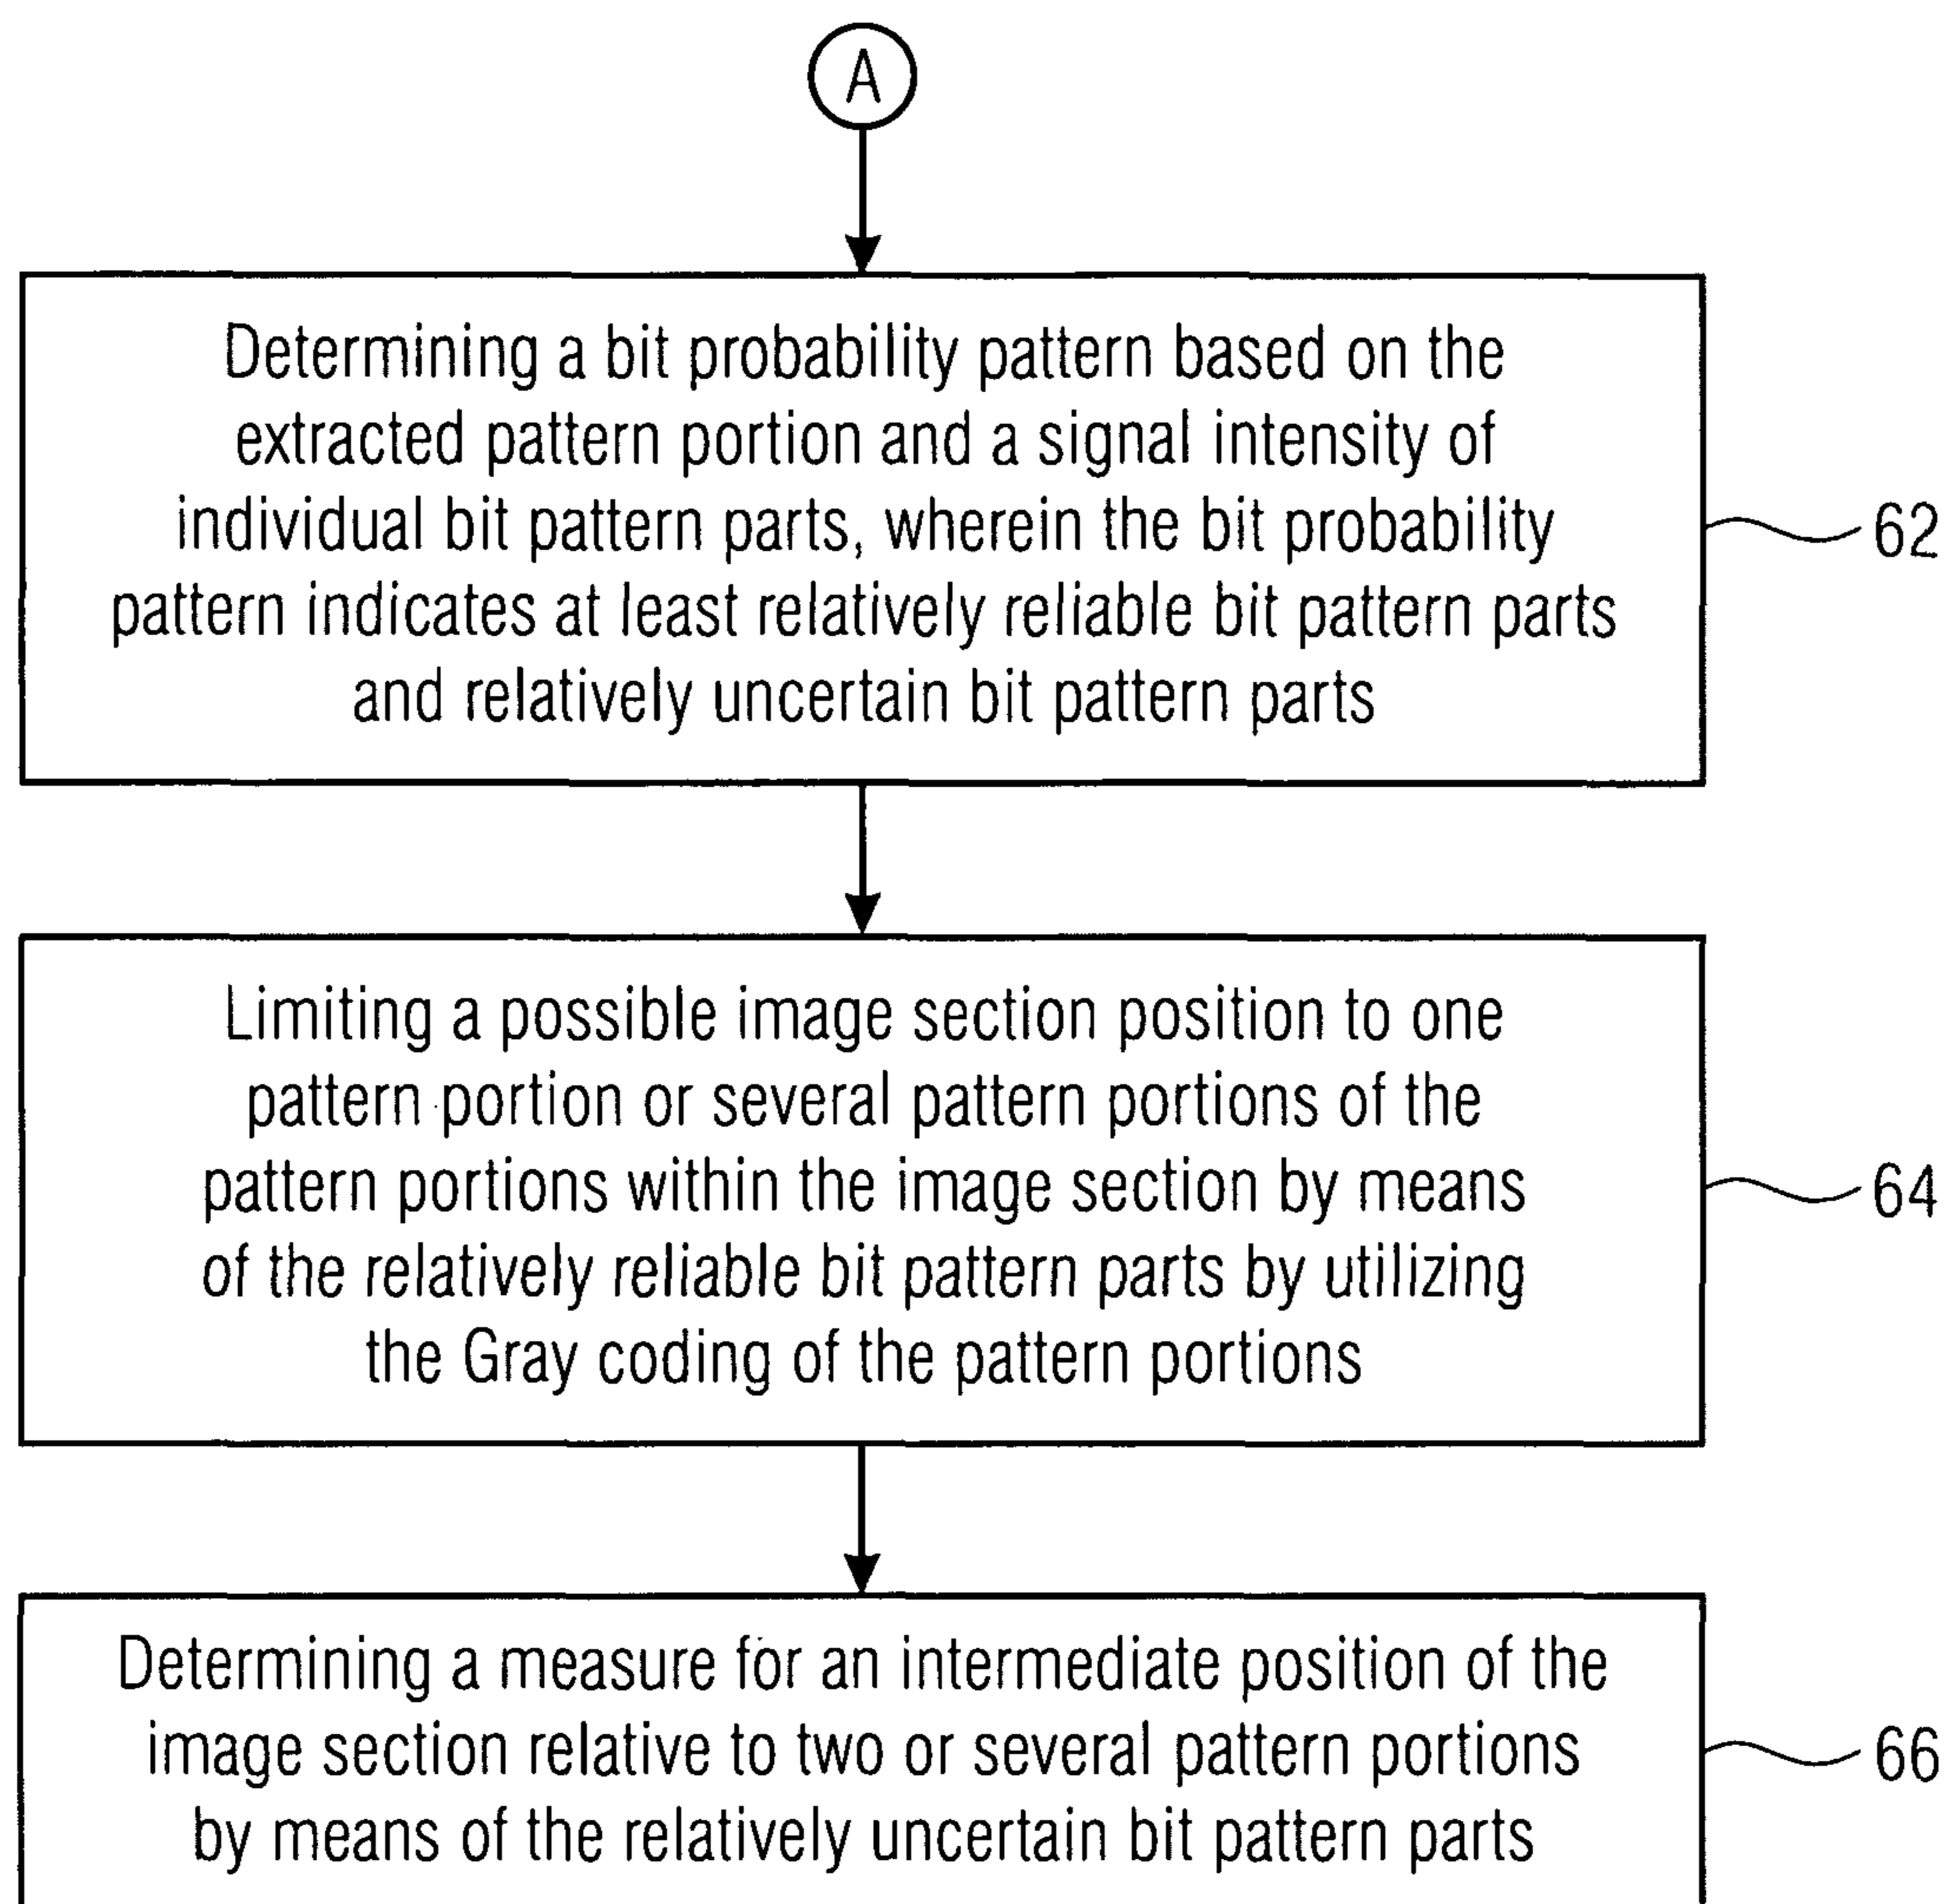 A
Determining a bit probability pattern based on the
extracted pattern portion and a signal intensity of
individual bit pattern parts, wherein the bit probability
pattern indicates at least relatively reliable bit pattern parts
and relatively uncertain bit pattern parts
62
Limiting a possible image section position to one
pattern portion or several pattern portions of the
pattern portions within the image section by means
of the relatively reliable bit pattern parts by utilizing
the Gray coding of the pattern portions
64
Determining a measure for an intermediate position of the
image section relative to two or several pattern portions
by means of the relatively uncertain bit pattern parts
66